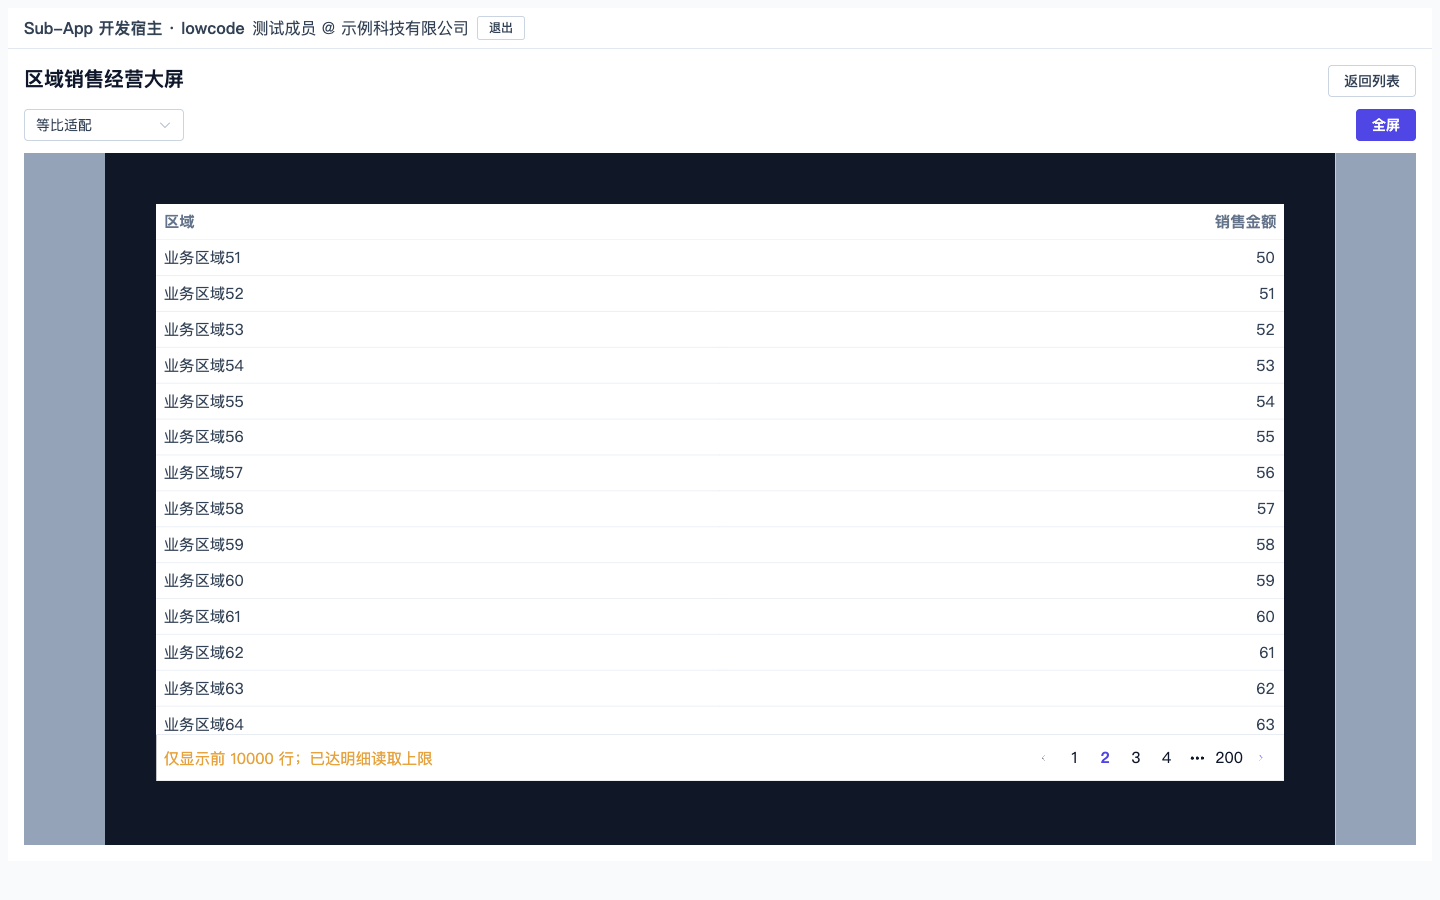 Sub-App 开发宿主 · lowcode 测试成员 @ 示例科技有限公司 退出
区域销售经营大屏 返回列表
等比适配 全屏
区域 销售金额
业务区域51 50
业务区域52 51
业务区域53 52
业务区域54 53
业务区域55 54
业务区域56 55
业务区域57 56
业务区域58 57
业务区域59 58
业务区域60 59
业务区域61 60
业务区域62 61
业务区域63 62
业务区域64 63
仅显示前 10000 行；已达明细读取上限 ‹ 1 2 3 4 ••• 200 ›